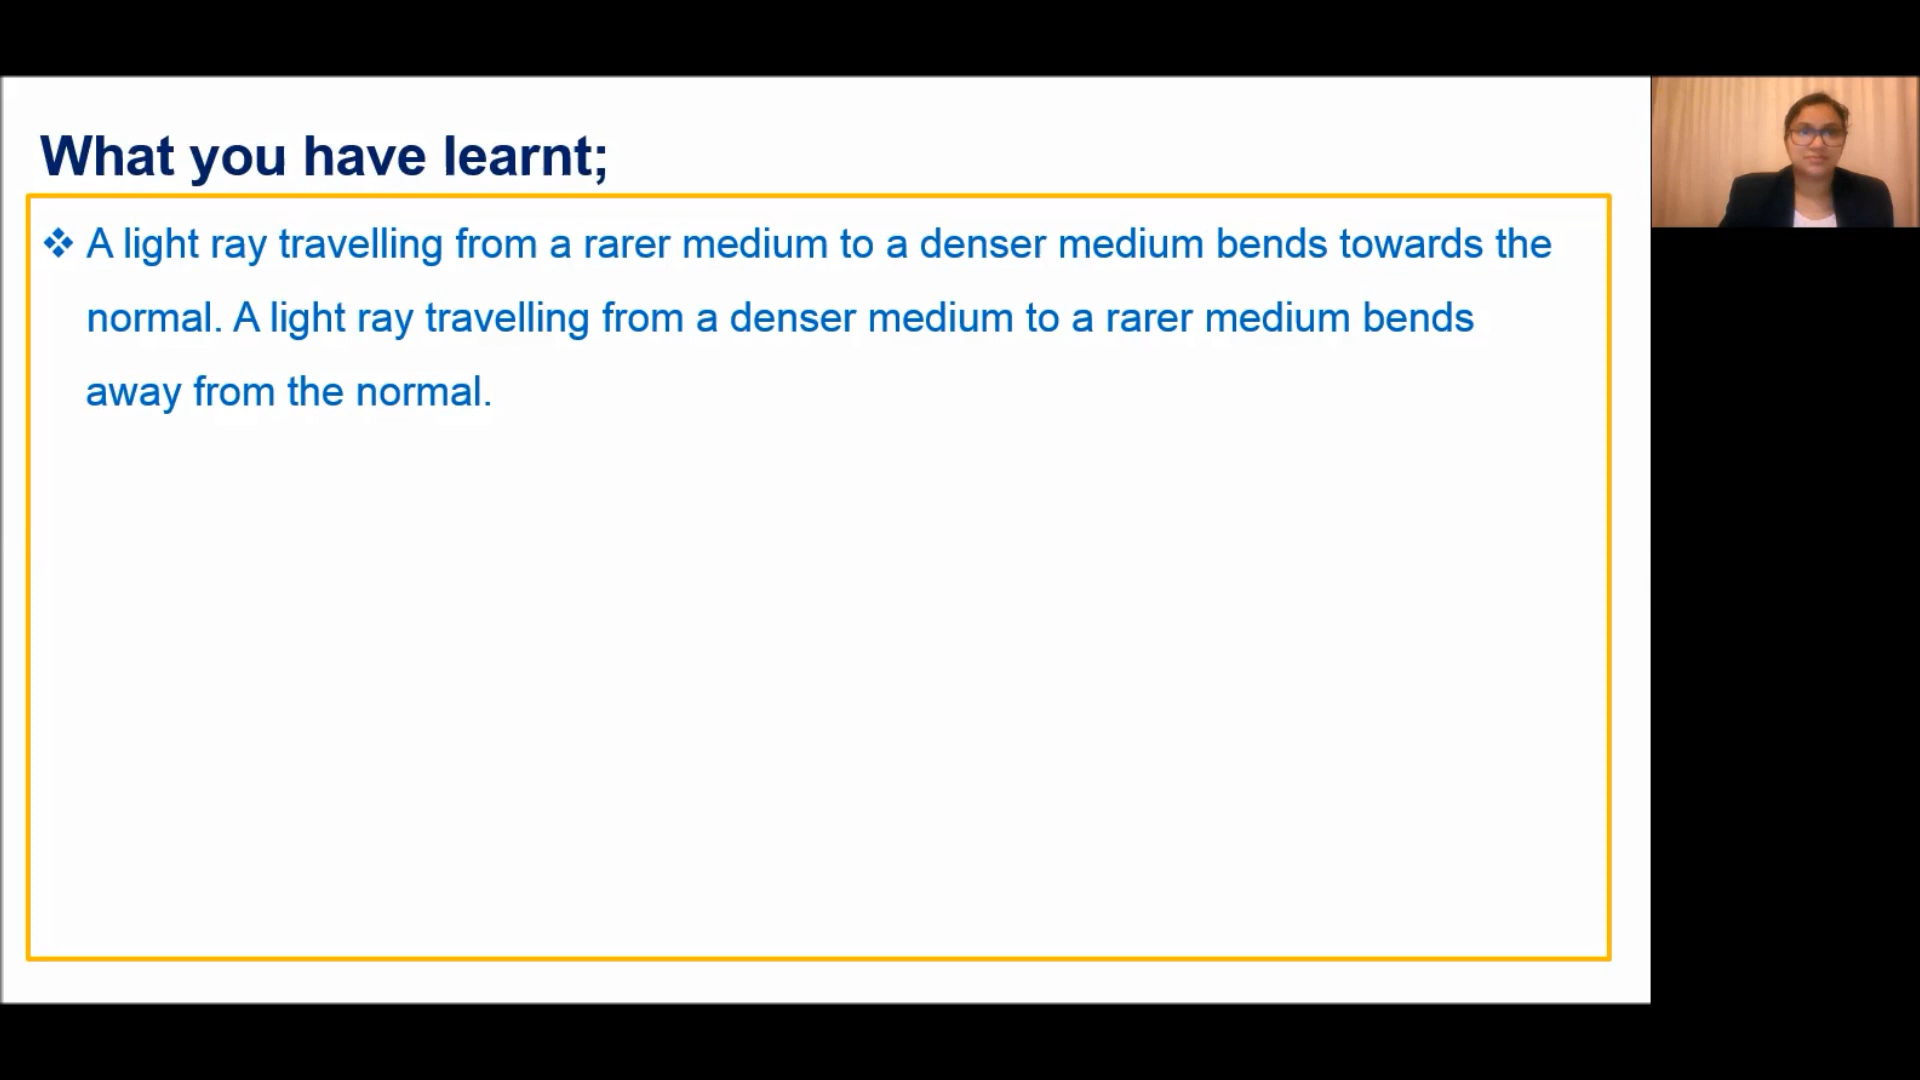 What you have learnt;
❖ A light ray travelling from a rarer medium to a denser medium bends towards the
normal. A light ray travelling from a denser medium to a rarer medium bends
away from the normal.